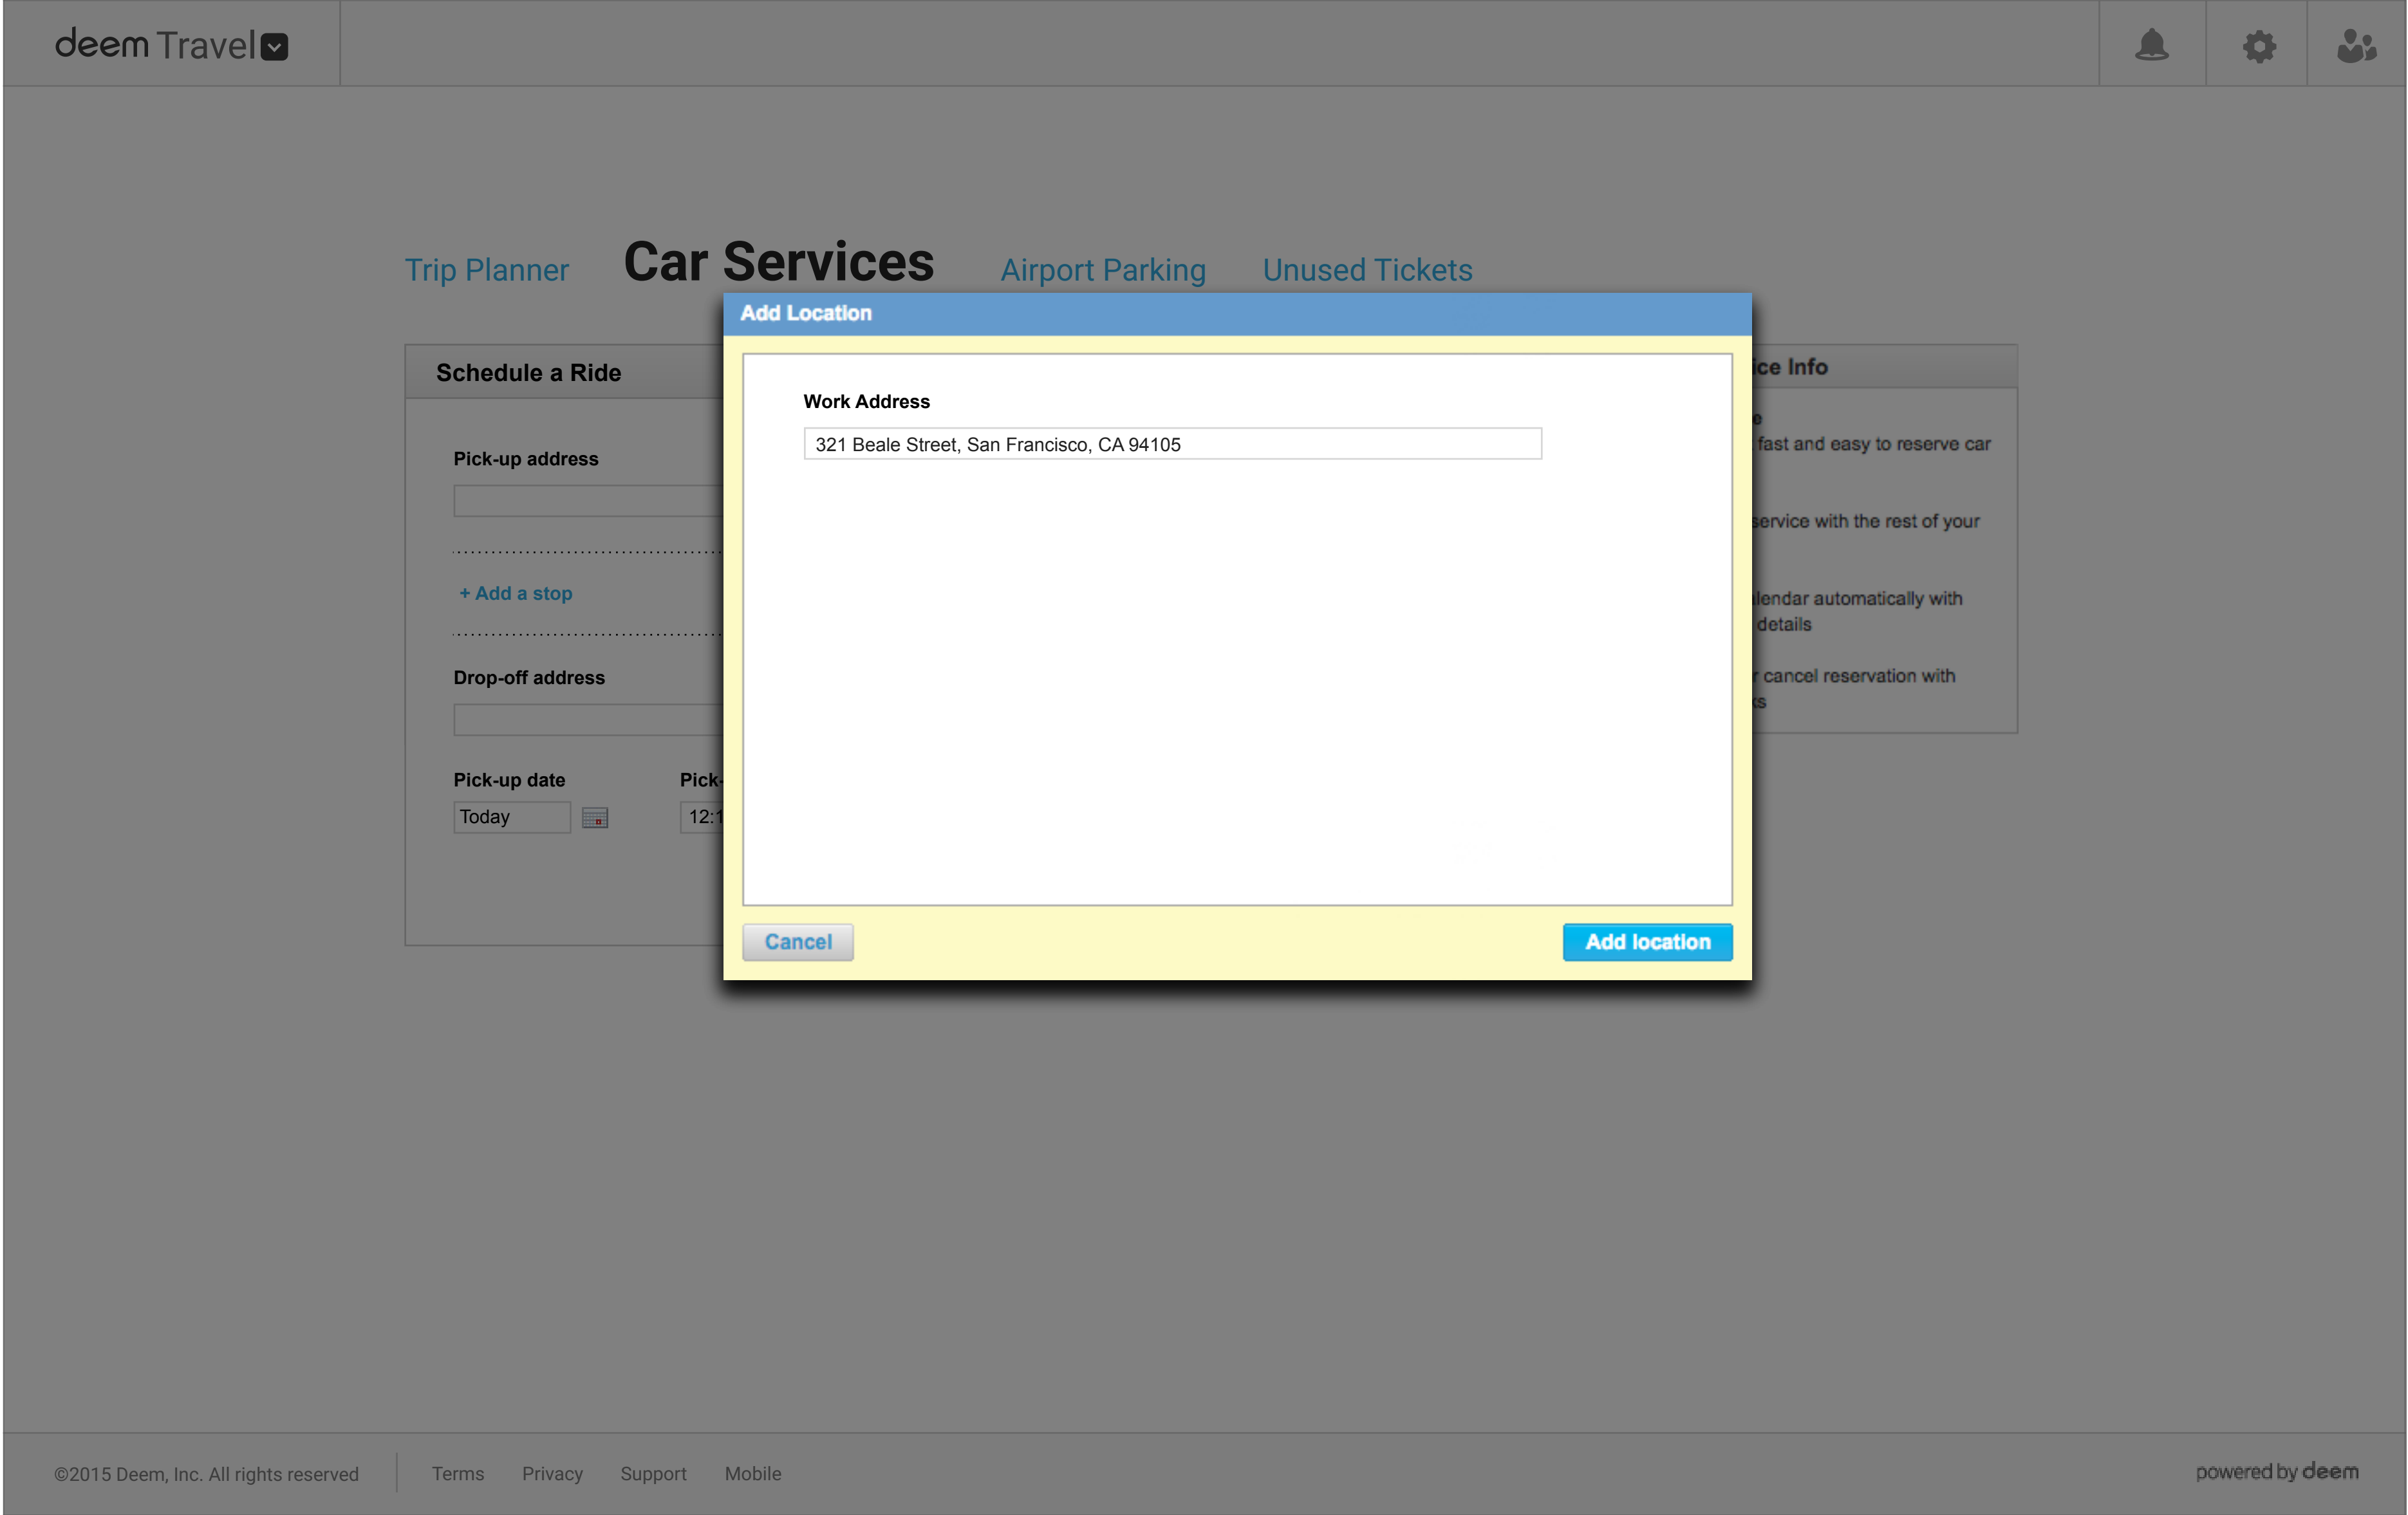 deem Travel
Trip Planner Car Services Airport Parking Unused Tickets
Add Location
Schedule a Ride
Work Address
321 Beale Street, San Francisco, CA 94105
Pick-up address
+ Add a stop
Drop-off address
Pick-up date Pick-
Today 12:1
Cancel Add location
Info
fast and easy to reserve car
service with the rest of your
automatically with
details
cancel reservation with
©2015 Deem, Inc. All rights reserved Terms Privacy Support Mobile powered by deem